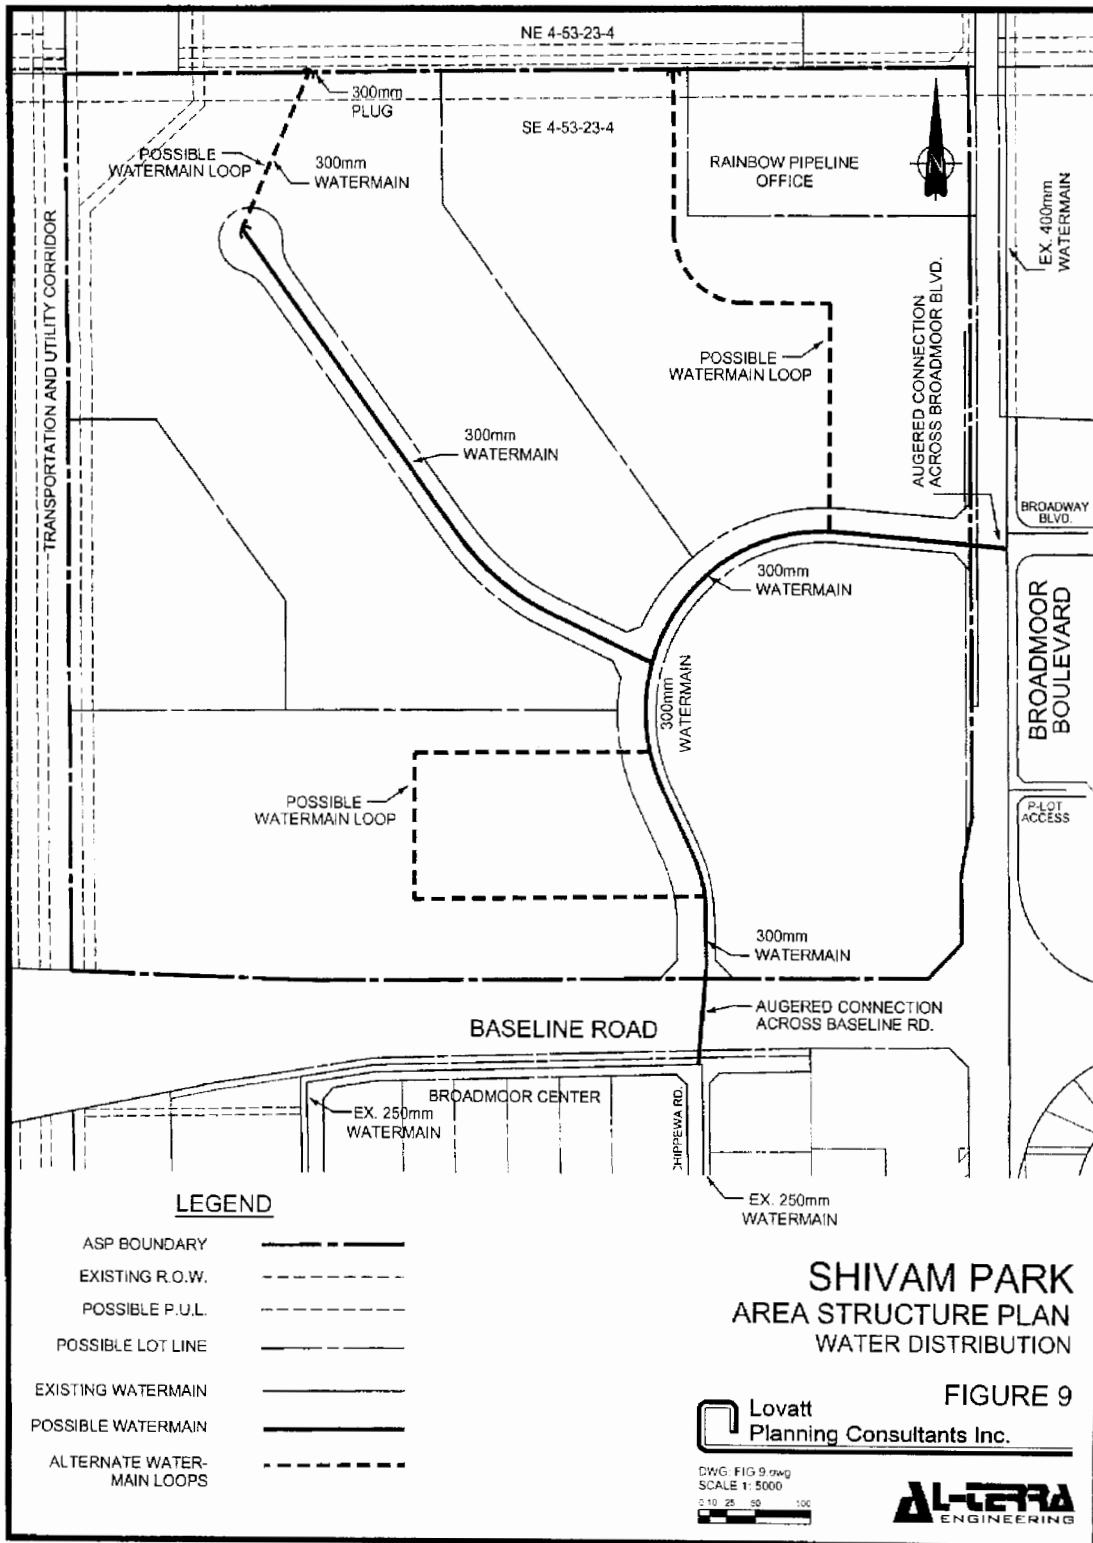 NE 4-53-23-4
300mm
PLUG
SE 4-53-23-4
POSSIBLE
WATERMAIN LOOP
300mm
WATERMAIN
RAINBOW PIPELINE
OFFICE
N
EX. 400mm
WATERMAIN
TRANSPORTATION AND UTILITY CORRIDOR
AUGERED CONNECTION
ACROSS BROADMOOR BLVD.
POSSIBLE
WATERMAIN LOOP
300mm
WATERMAIN
BROADWAY
BLVD.
300mm
WATERMAIN
BROADMOOR
BOULEVARD
300mm
WATERMAIN
POSSIBLE
WATERMAIN LOOP
P-LOT
ACCESS
300mm
WATERMAIN
AUGERED CONNECTION
ACROSS BASELINE RD.
BASELINE ROAD
BROADMOOR CENTER
EX. 250mm
WATERMAIN
CHIPPEWA RD.
EX. 250mm
WATERMAIN
LEGEND
ASP BOUNDARY
EXISTING R.O.W.
POSSIBLE P.U.L.
POSSIBLE LOT LINE
EXISTING WATERMAIN
POSSIBLE WATERMAIN
ALTERNATE WATER-
MAIN LOOPS
SHIVAM PARK
AREA STRUCTURE PLAN
WATER DISTRIBUTION
FIGURE 9
Lovatt
Planning Consultants Inc.
DWG: FIG 9.dwg
SCALE 1: 5000
0 10 25 50 100
AL-TERRA
ENGINEERING